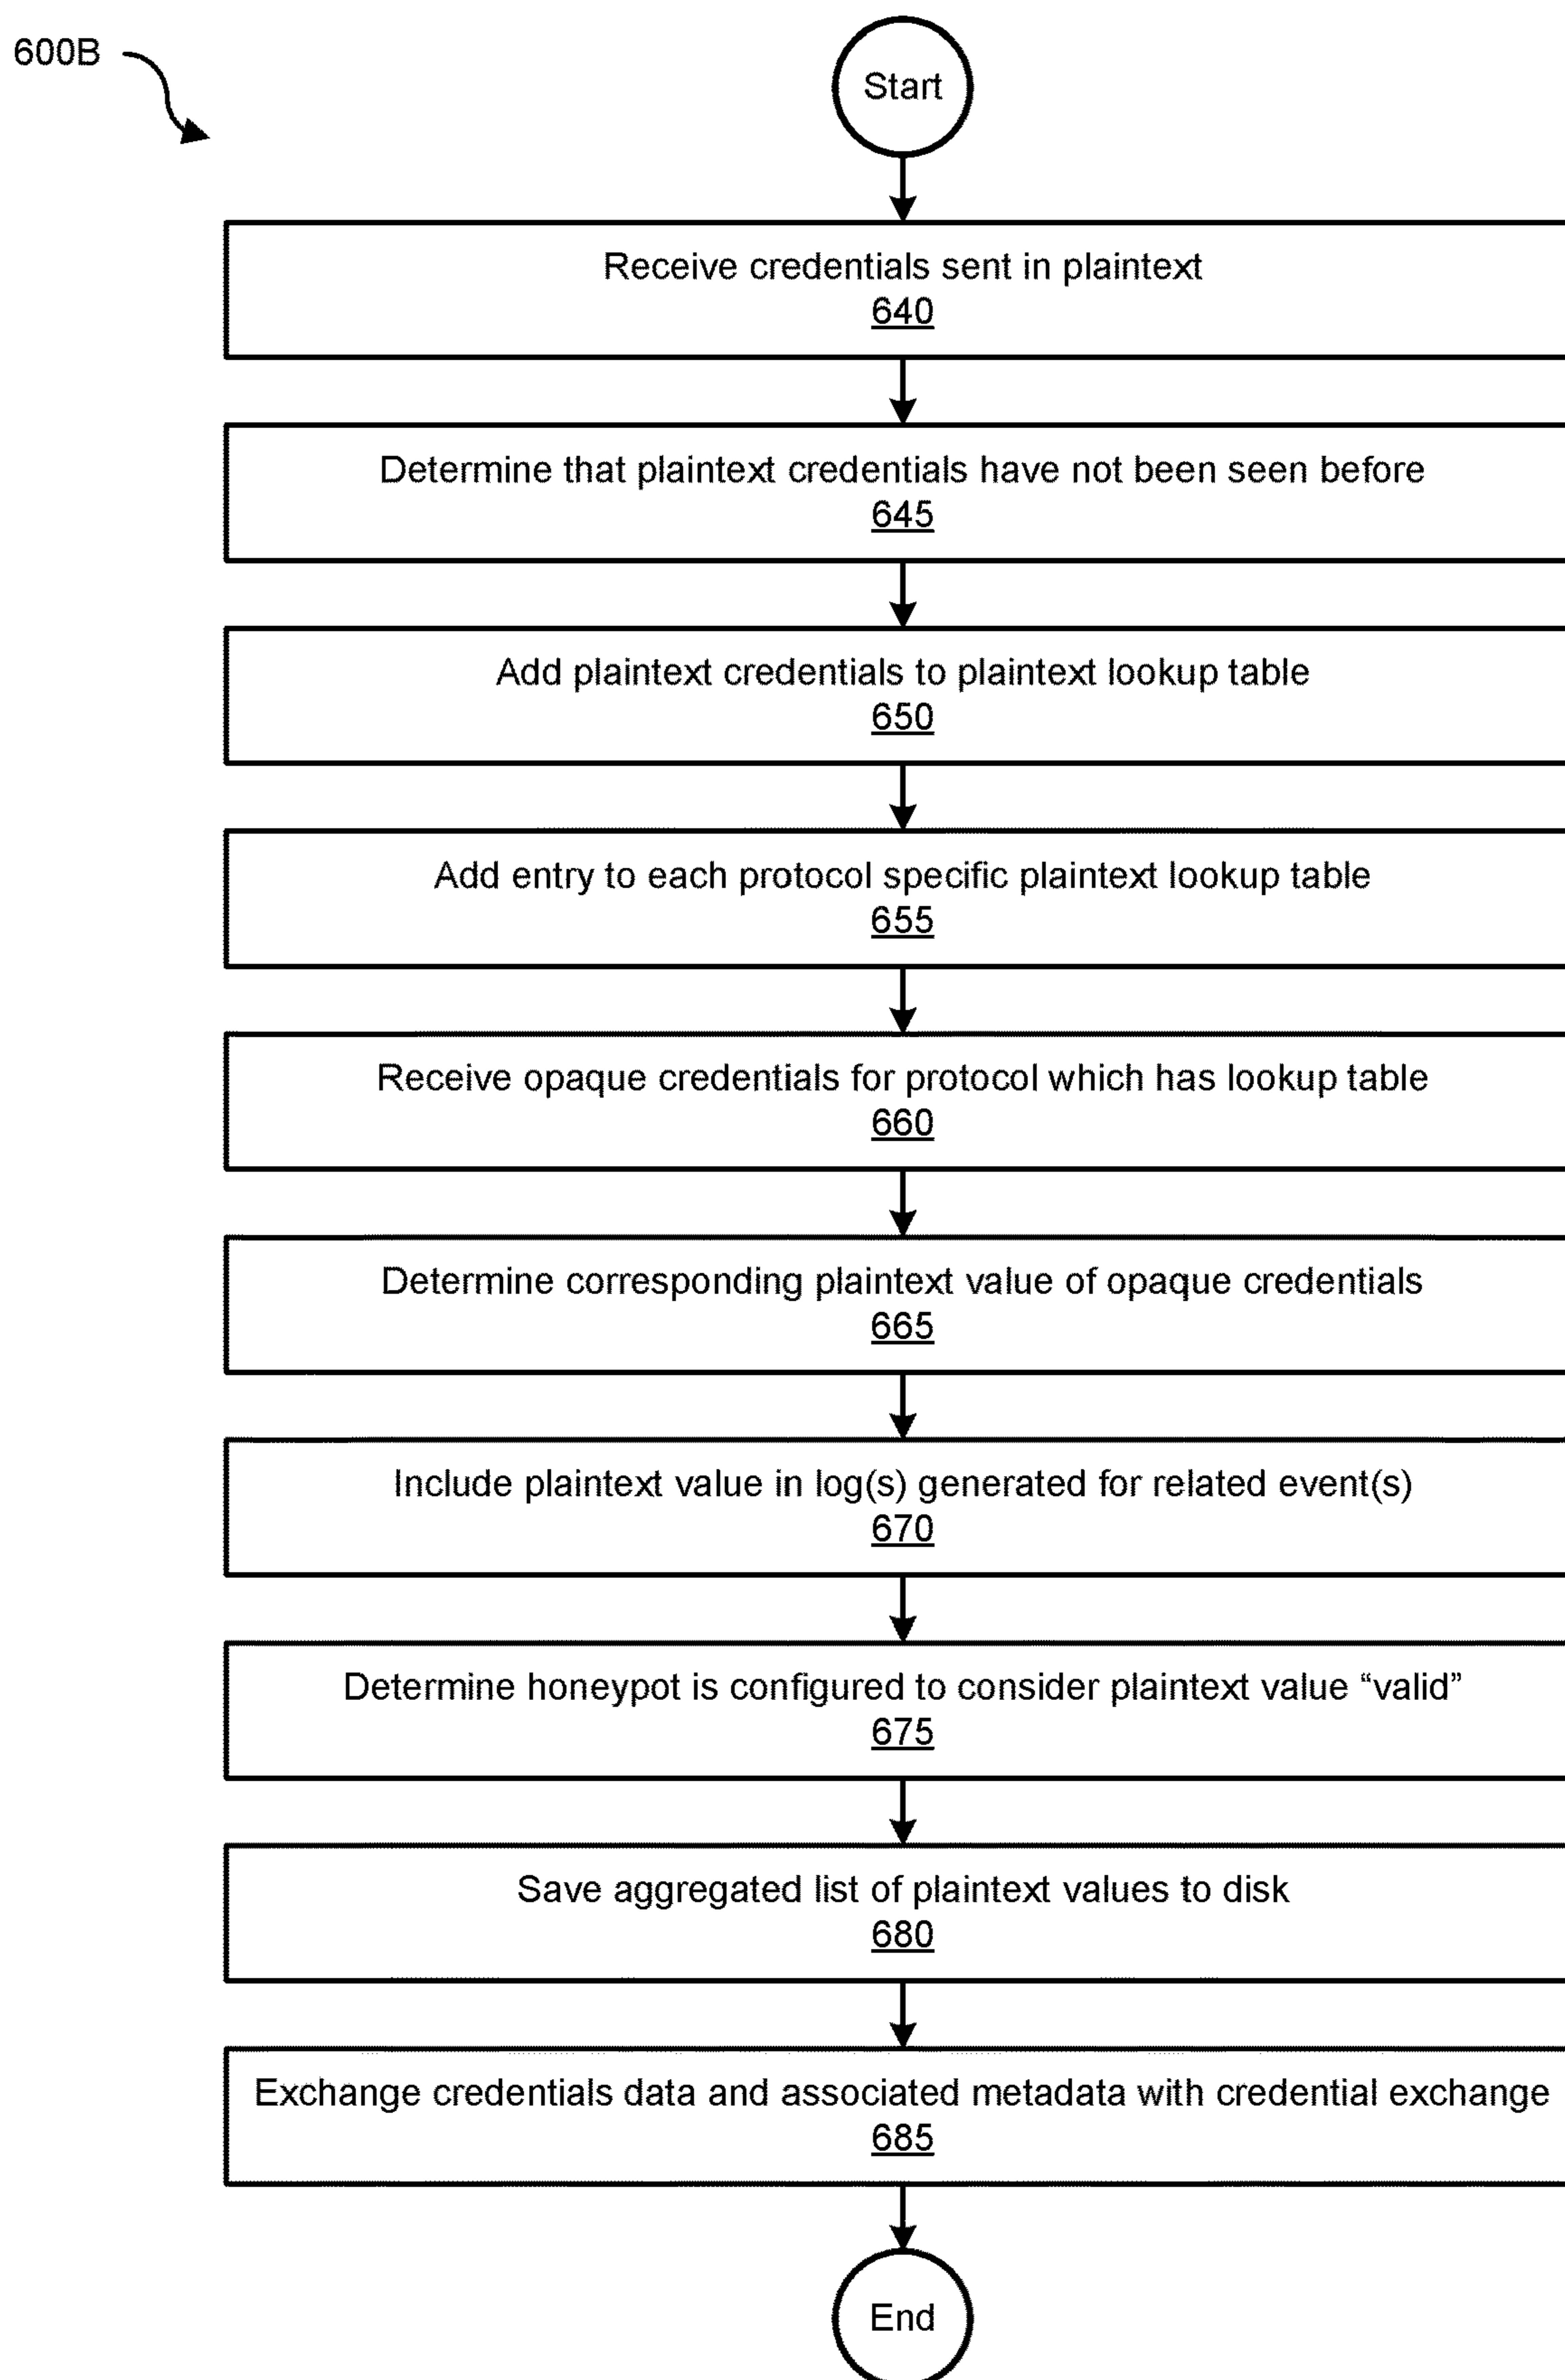 600B
Start
Receive credentials sent in plaintext
640
Determine that plaintext credentials have not been seen before
645
Add plaintext credentials to plaintext lookup table
650
Add entry to each protocol specific plaintext lookup table
655
Receive opaque credentials for protocol which has lookup table
660
Determine corresponding plaintext value of opaque credentials
665
Include plaintext value in log(s) generated for related event(s)
670
Determine honeypot is configured to consider plaintext value “valid”
675
Save aggregated list of plaintext values to disk
680
Exchange credentials data and associated metadata with credential exchange
685
End